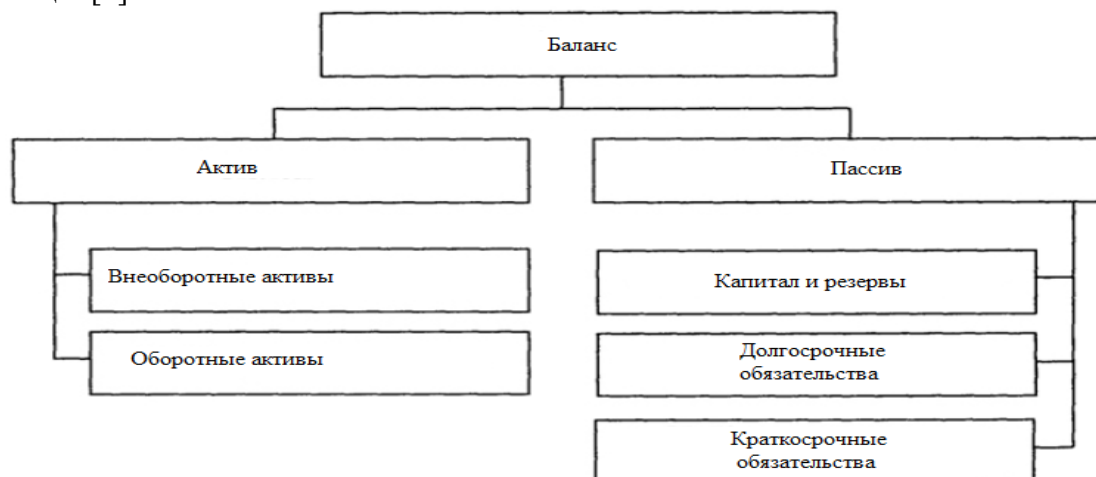 Баланс
Актив
Пассив
Внеоборотные активы
Капитал и резервы
Оборотные активы
Долгосрочные
обязательства
Краткосрочные
обязательства